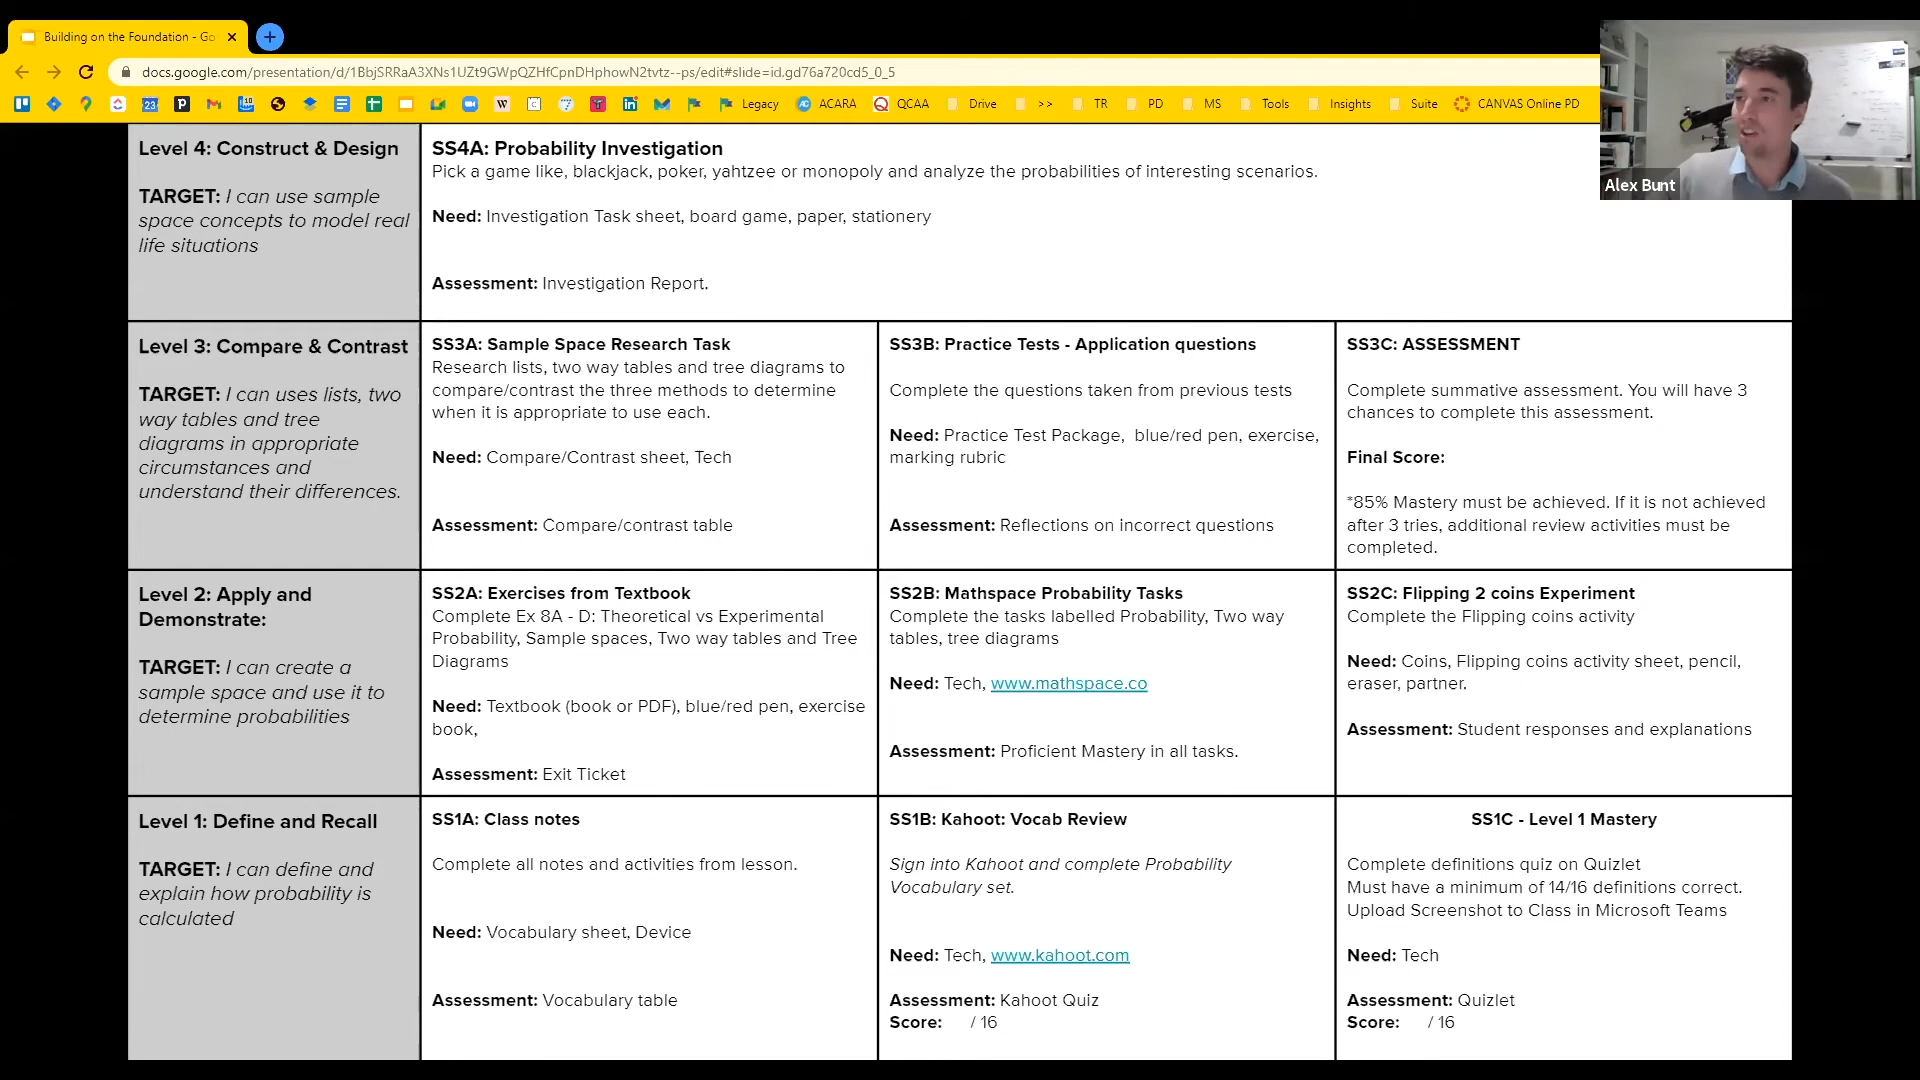 Building on the Foundation - Go
docs.google.com/presentation/d/1BbjSRRaA3XNs1UZt9GWpQZHfCpnDHphowN2tvtz--ps/edit#slide=id.gd76a720cd5_0_5
Legacy ACARA QCAA Drive >> TR PD MS Tools Insights Suite CANVAS Online PD
Alex Bunt
Level 4: Construct & Design
TARGET: I can use sample
space concepts to model real
life situations
SS4A: Probability Investigation
Pick a game like, blackjack, poker, yahtzee or monopoly and analyze the probabilities of interesting scenarios.
Need: Investigation Task sheet, board game, paper, stationery
Assessment: Investigation Report.
Level 3: Compare & Contrast
TARGET: I can uses lists, two
way tables and tree
diagrams in appropriate
circumstances and
understand their differences.
SS3A: Sample Space Research Task
Research lists, two way tables and tree diagrams to
compare/contrast the three methods to determine
when it is appropriate to use each.
Need: Compare/Contrast sheet, Tech
Assessment: Compare/contrast table
SS3B: Practice Tests - Application questions
Complete the questions taken from previous tests
Need: Practice Test Package,  blue/red pen, exercise,
marking rubric
Assessment: Reflections on incorrect questions
SS3C: ASSESSMENT
Complete summative assessment. You will have 3
chances to complete this assessment.
Final Score:
*85% Mastery must be achieved. If it is not achieved
after 3 tries, additional review activities must be
completed.
Level 2: Apply and
Demonstrate:
TARGET: I can create a
sample space and use it to
determine probabilities
SS2A: Exercises from Textbook
Complete Ex 8A - D: Theoretical vs Experimental
Probability, Sample spaces, Two way tables and Tree
Diagrams
Need: Textbook (book or PDF), blue/red pen, exercise
book,
Assessment: Exit Ticket
SS2B: Mathspace Probability Tasks
Complete the tasks labelled Probability, Two way
tables, tree diagrams
Need: Tech, www.mathspace.co
Assessment: Proficient Mastery in all tasks.
SS2C: Flipping 2 coins Experiment
Complete the Flipping coins activity
Need: Coins, Flipping coins activity sheet, pencil,
eraser, partner.
Assessment: Student responses and explanations
Level 1: Define and Recall
TARGET: I can define and
explain how probability is
calculated
SS1A: Class notes
Complete all notes and activities from lesson.
Need: Vocabulary sheet, Device
Assessment: Vocabulary table
SS1B: Kahoot: Vocab Review
Sign into Kahoot and complete Probability
Vocabulary set.
Need: Tech, www.kahoot.com
Assessment: Kahoot Quiz
Score: / 16
SS1C - Level 1 Mastery
Complete definitions quiz on Quizlet
Must have a minimum of 14/16 definitions correct.
Upload Screenshot to Class in Microsoft Teams
Need: Tech
Assessment: Quizlet
Score: / 16